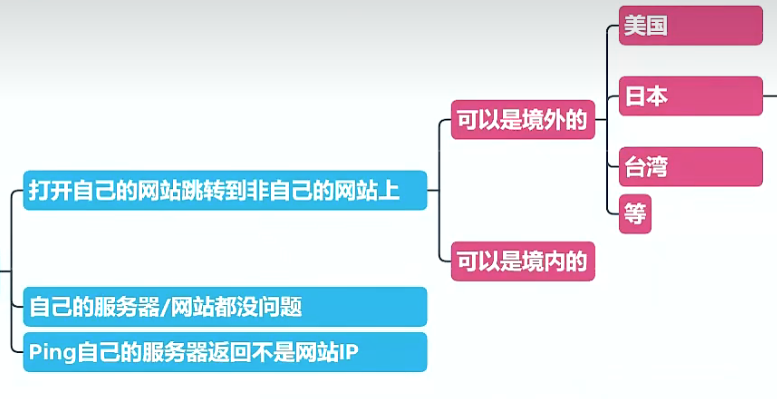 美国
可以是境外的
日本
台湾
等
打开自己的网站跳转到非自己的网站上
可以是境内的
自己的服务器/网站都没问题
Ping自己的服务器返回不是网站IP